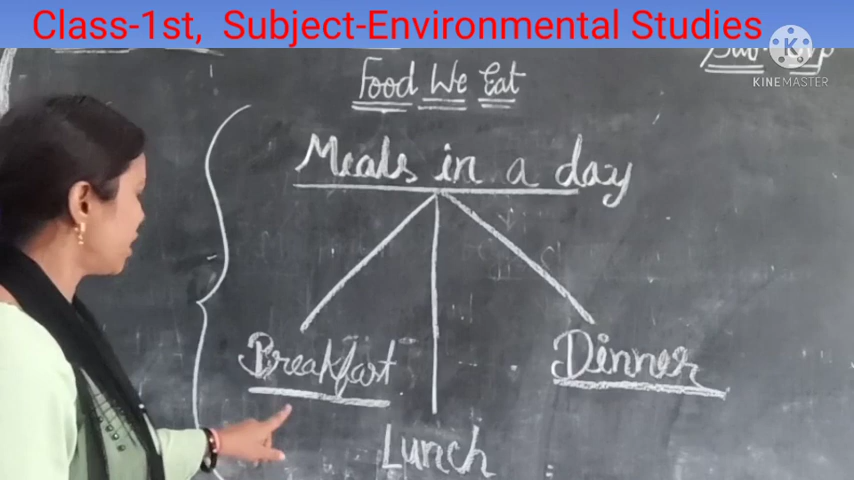 Class-1st, Subject-Environmental Studies
KINEMASTER
Food We Eat
Meals in a day
Breakfast
Dinner
Lunch